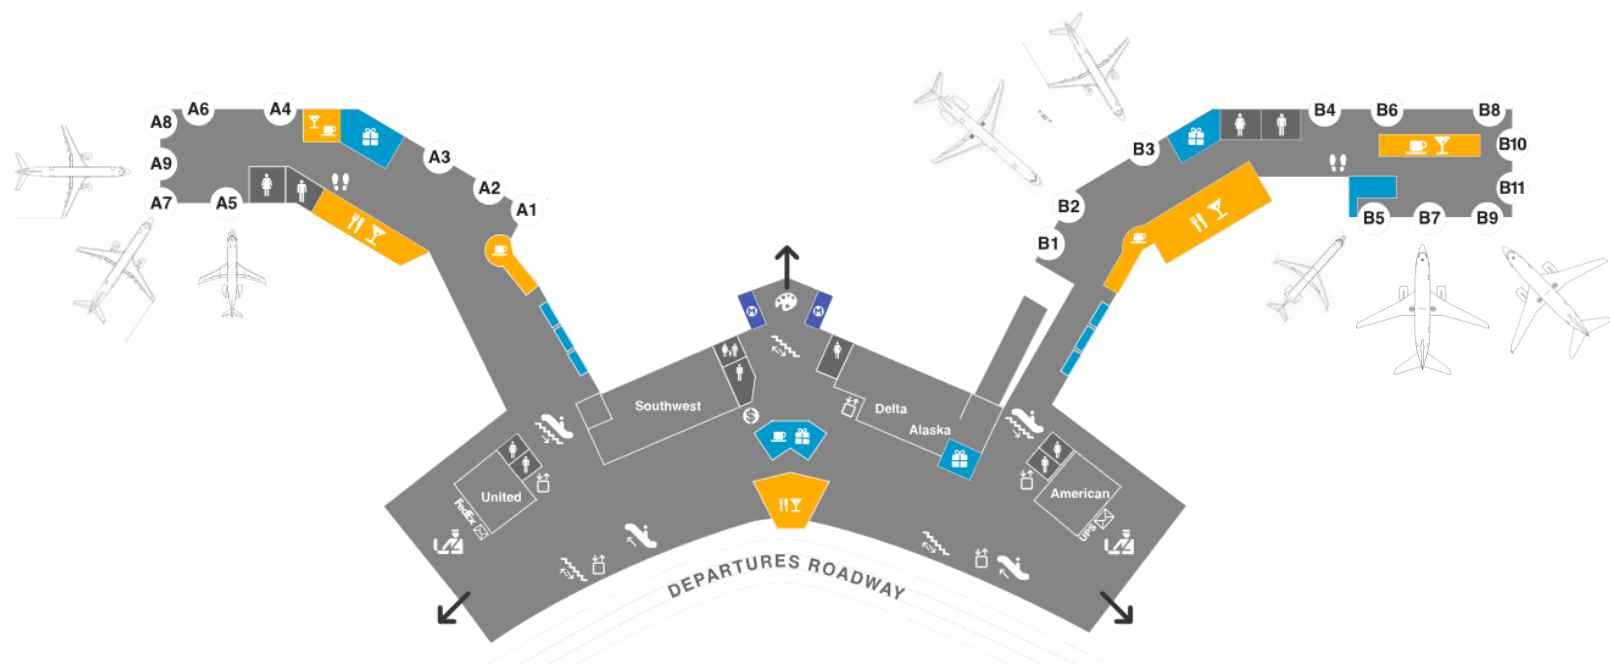 A6
A4
A8
A9
A7
A5
A3
A2
A1
B4
B6
B8
B3
B10
B11
B2
B5
B7
B9
B1
M
M
Southwest
$
Delta
Alaska
United
FedEx
American
UPS
DEPARTURES ROADWAY